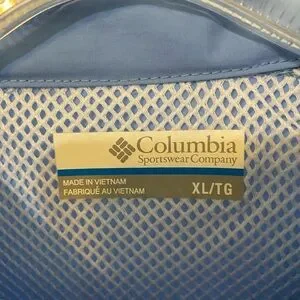 Columbia
Sportswear Company
MADE IN VIETNAM
FABRIQUÉ AU VIETNAM
XL/TG